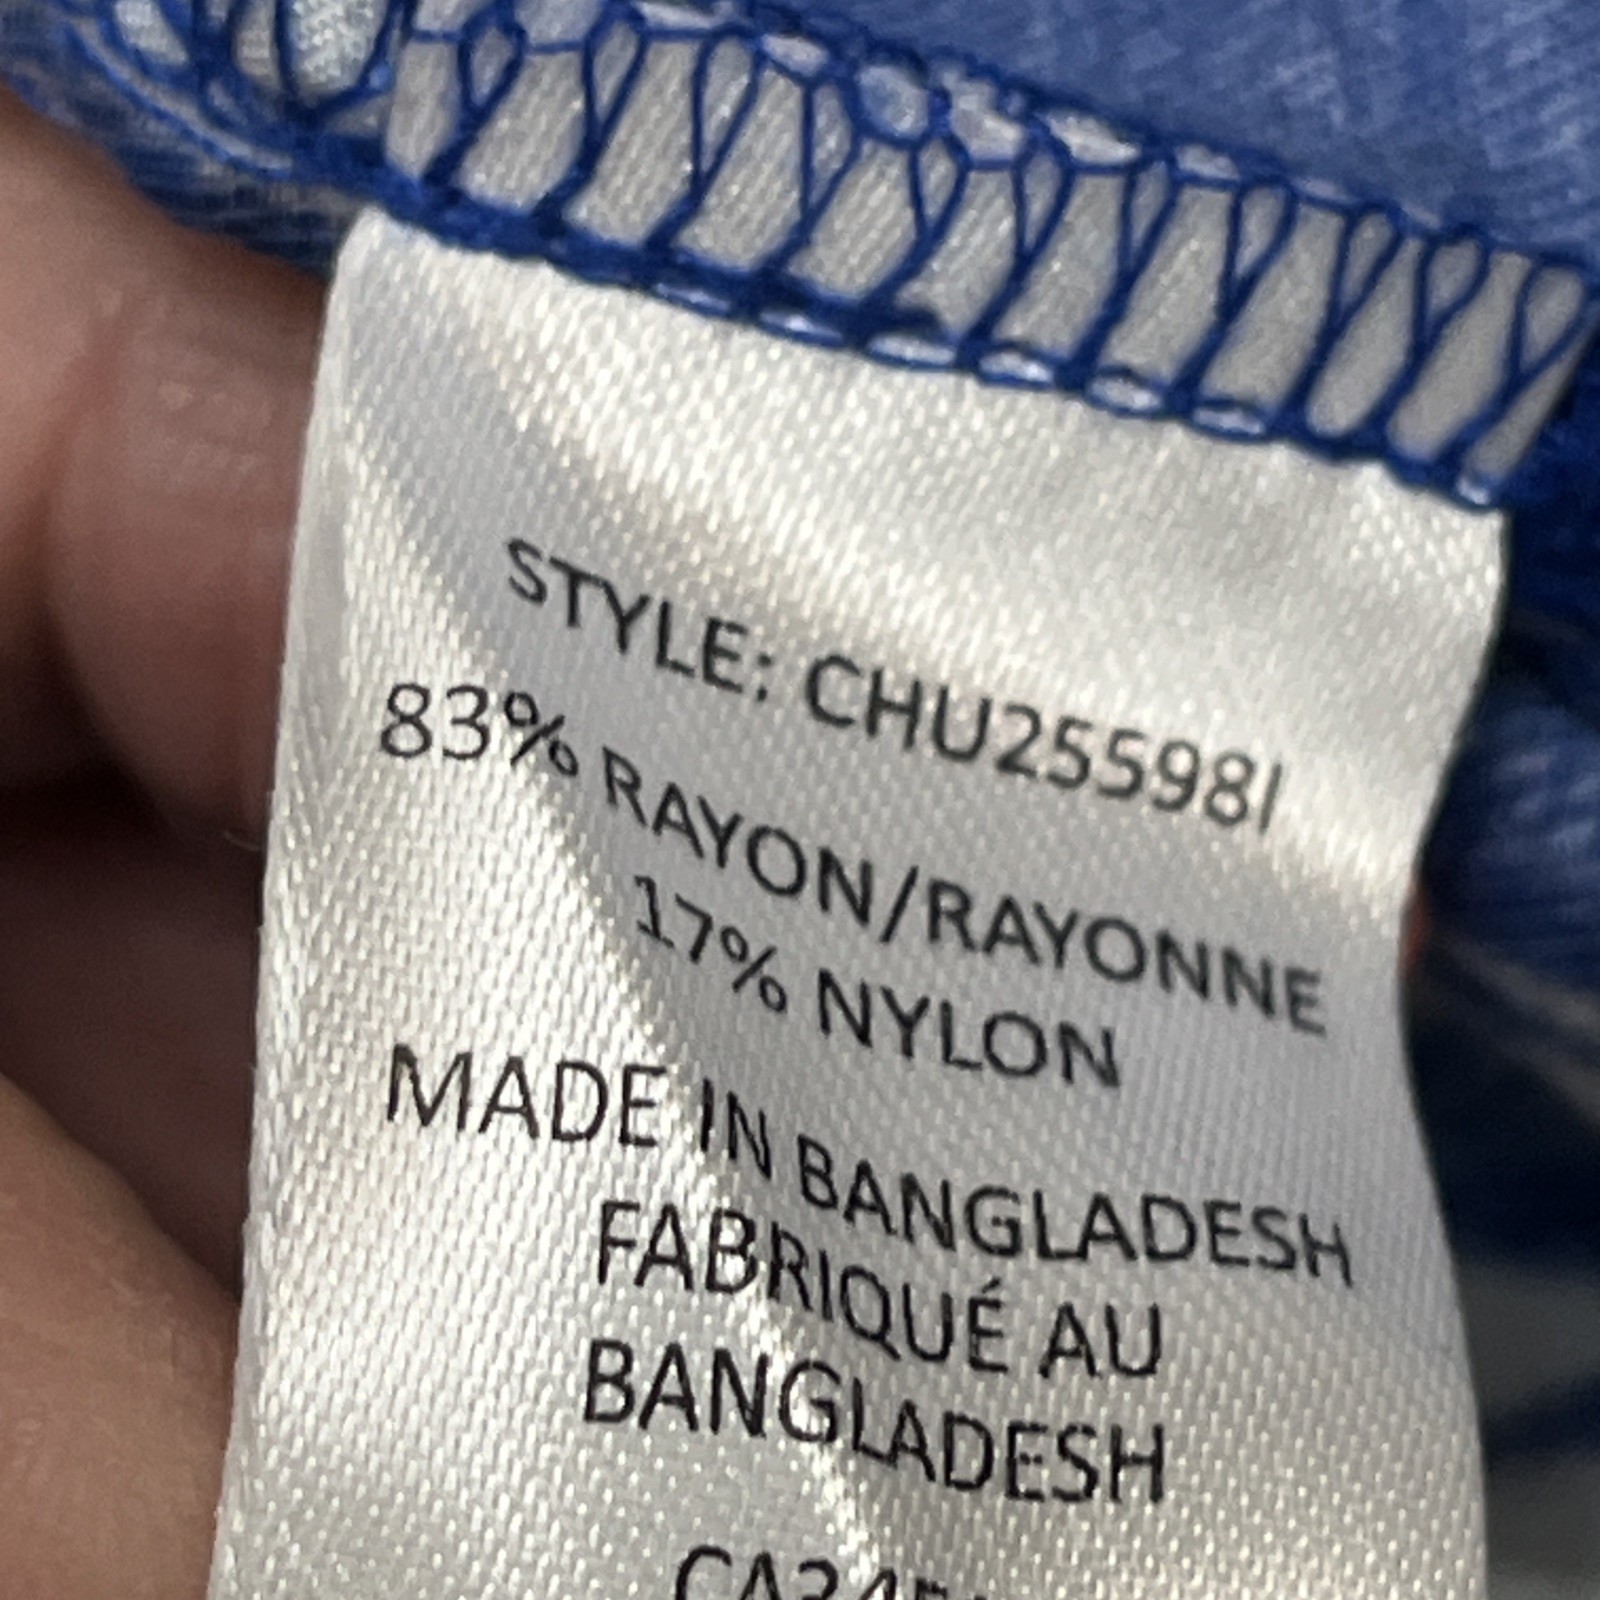 STYLE: CHU25598I
83% RAYON/RAYONNE
17% NYLON
MADE IN BANGLADESH
FABRIQUÉ AU
BANGLADESH